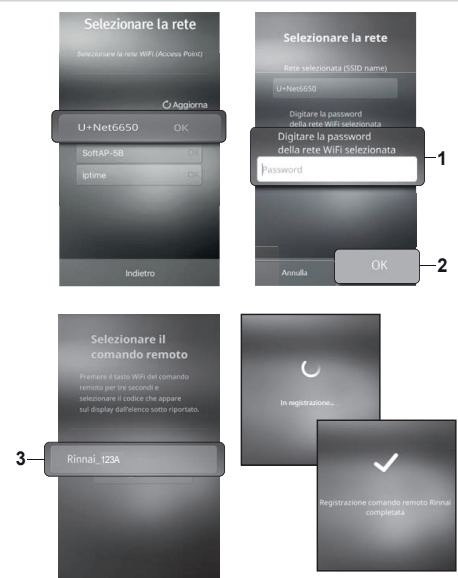 Selezionare la rete
Selezionare la rete WiFi (Access Point)
Aggiorna
U+Net6650 OK
SoftAP-5B OK
iptime OK
Indietro
Selezionare la rete
Rete selezionata (SSID name)
U+Net6650
Digitare la password
della rete WiFi selezionata
Digitare la password
della rete WiFi selezionata
Password
1
Annulla
OK
2
Selezionare il
comando remoto
Premere il tasto WiFi del comando
remoto per tre secondi e
selezionare il codice che appare
sul display dall'elenco sotto riportato.
3
Rinnai_123A
In registrazione...
Registrazione comando remoto Rinnai
completata